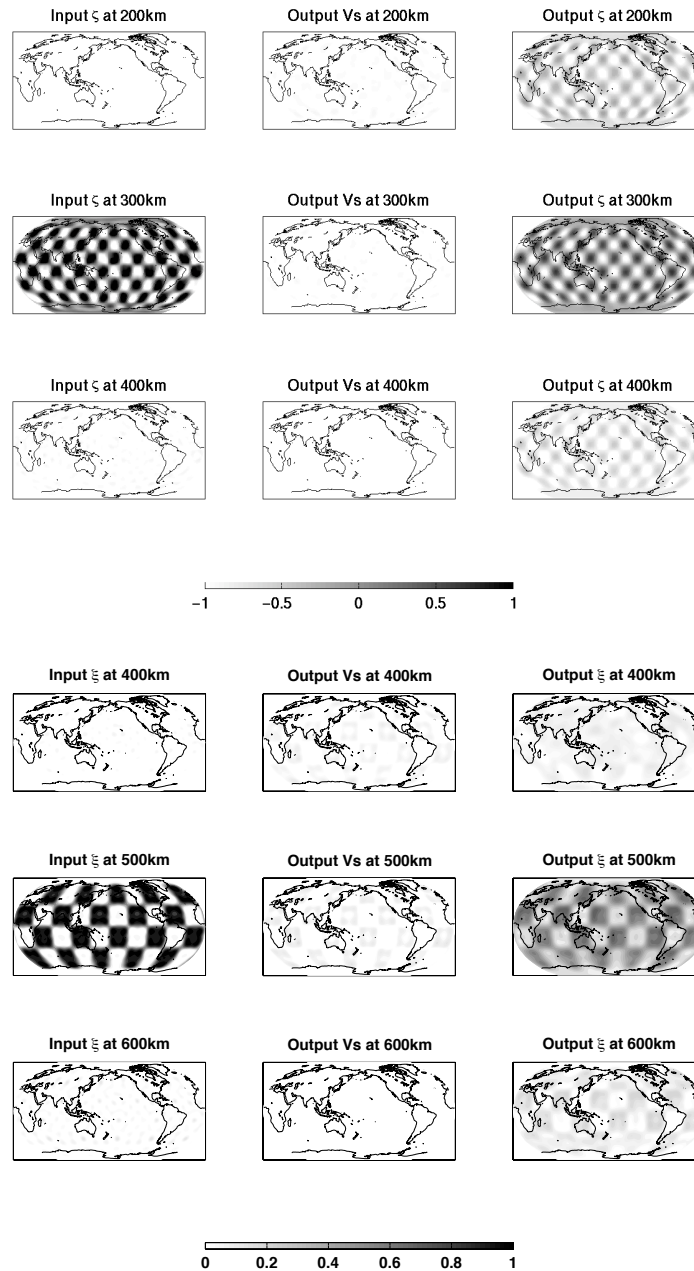 Input ς at 200km Output Vs at 200km Output ς at 200km
Input ς at 300km Output Vs at 300km Output ς at 300km
Input ς at 400km Output Vs at 400km Output ς at 400km
−1 −0.5 0 0.5 1
Input ξ at 400km Output Vs at 400km Output ξ at 400km
Input ξ at 500km Output Vs at 500km Output ξ at 500km
Input ξ at 600km Output Vs at 600km Output ξ at 600km
0 0.2 0.4 0.6 0.8 1